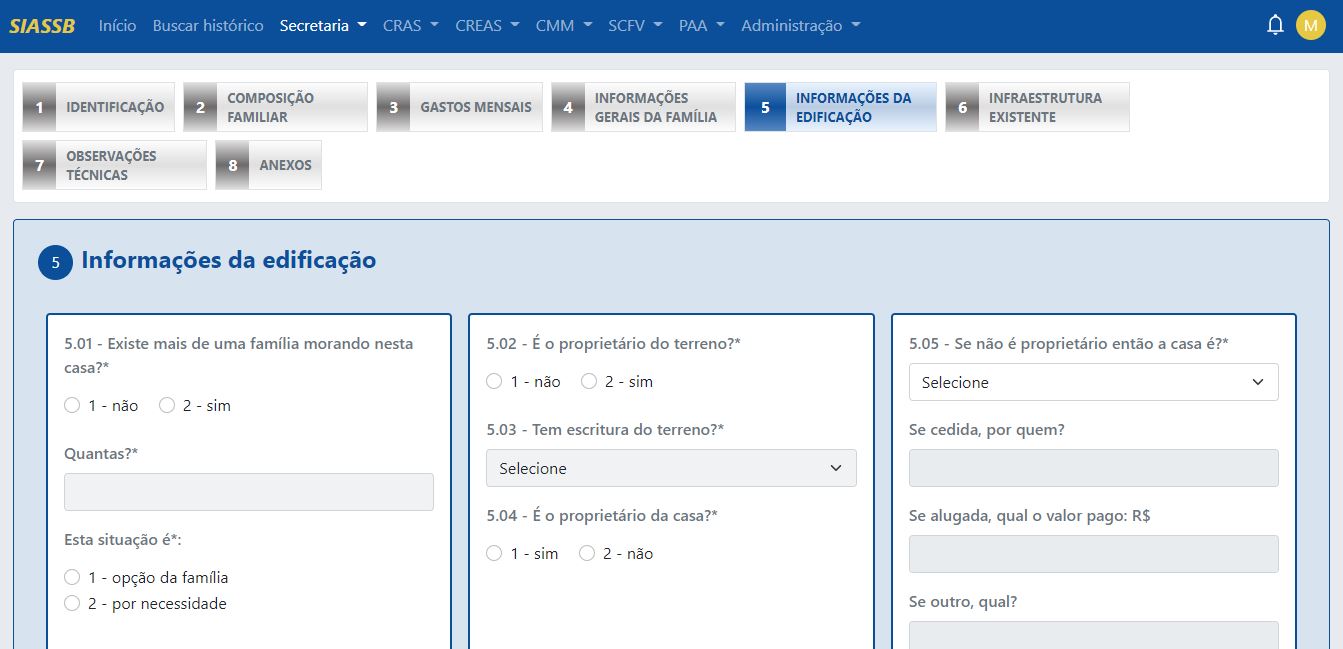 SIASSB Início Buscar histórico Secretaria CRAS CREAS CMM SCFV PAA Administração M
1 IDENTIFICAÇÃO
2 COMPOSIÇÃO
FAMILIAR
3 GASTOS MENSAIS
4 INFORMAÇÕES
GERAIS DA FAMÍLIA
5 INFORMAÇÕES DA
EDIFICAÇÃO
6 INFRAESTRUTURA
EXISTENTE
7 OBSERVAÇÕES
TÉCNICAS
8 ANEXOS
5 Informações da edificação
5.01 - Existe mais de uma família morando nesta
casa?*
1 - não 2 - sim
Quantas?*
Esta situação é*:
1 - opção da família
2 - por necessidade
5.02 - É o proprietário do terreno?*
1 - não 2 - sim
5.03 - Tem escritura do terreno?*
Selecione
5.04 - É o proprietário da casa?*
1 - sim 2 - não
5.05 - Se não é proprietário então a casa é?*
Selecione
Se cedida, por quem?
Se alugada, qual o valor pago: R$
Se outro, qual?